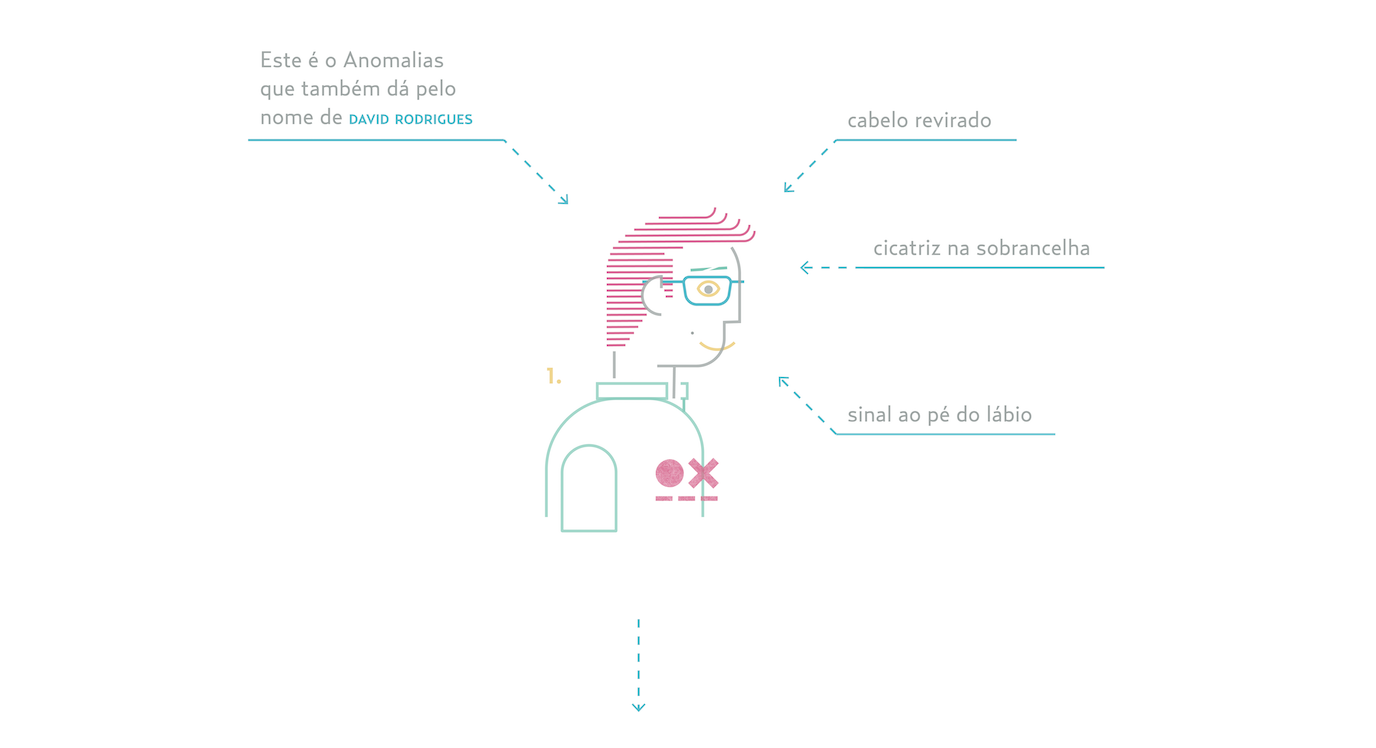 Este é o Anomalias
que também dá pelo
nome de DAVID RODRIGUES
cabelo revirado
cicatriz na sobrancelha
sinal ao pé do lábio
1.